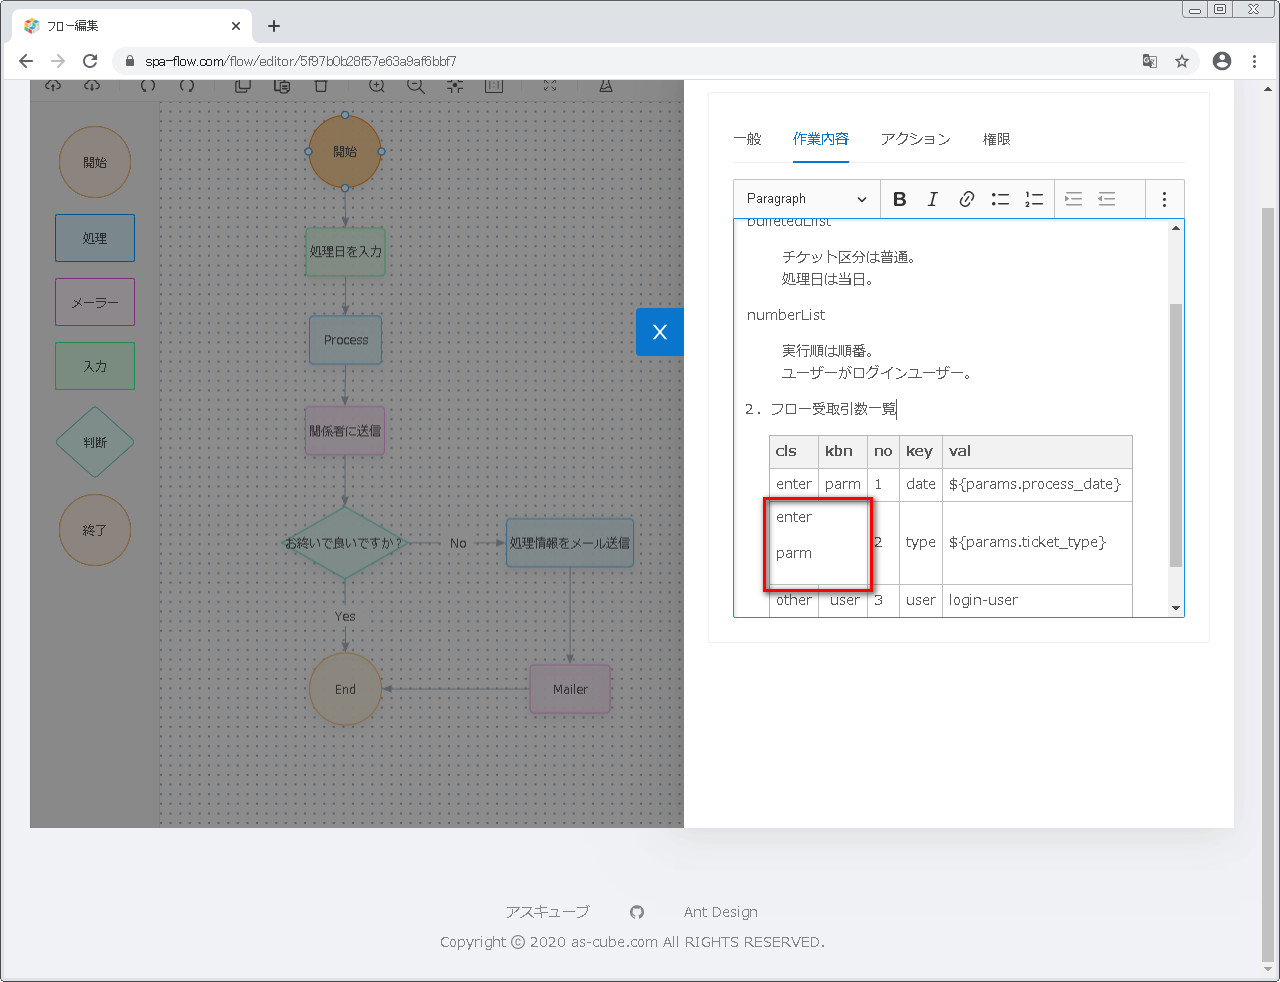 フロー編集
spa-flow.com/flow/editor/5f97b0b28f57e63a9af6bbf7
開始
処理
メーラー
入力
判断
終了
開始
処理日を入力
Process
関係者に送信
お終いで良いですか？
No
処理情報をメール送信
Yes
End
Mailer
X
一般
作業内容
アクション
権限
Paragraph
B I
bulletedList
チケット区分は普通。
処理日は当日。
numberList
実行順は順番。
ユーザーがログインユーザー。
2. フロー受取引数一覧
cls kbn no key val
enter parm 1 date ${params.process_date}
enter
parm
2 type ${params.ticket_type}
other user 3 user login-user
アスキューブ
Ant Design
Copyright © 2020 as-cube.com All RIGHTS RESERVED.